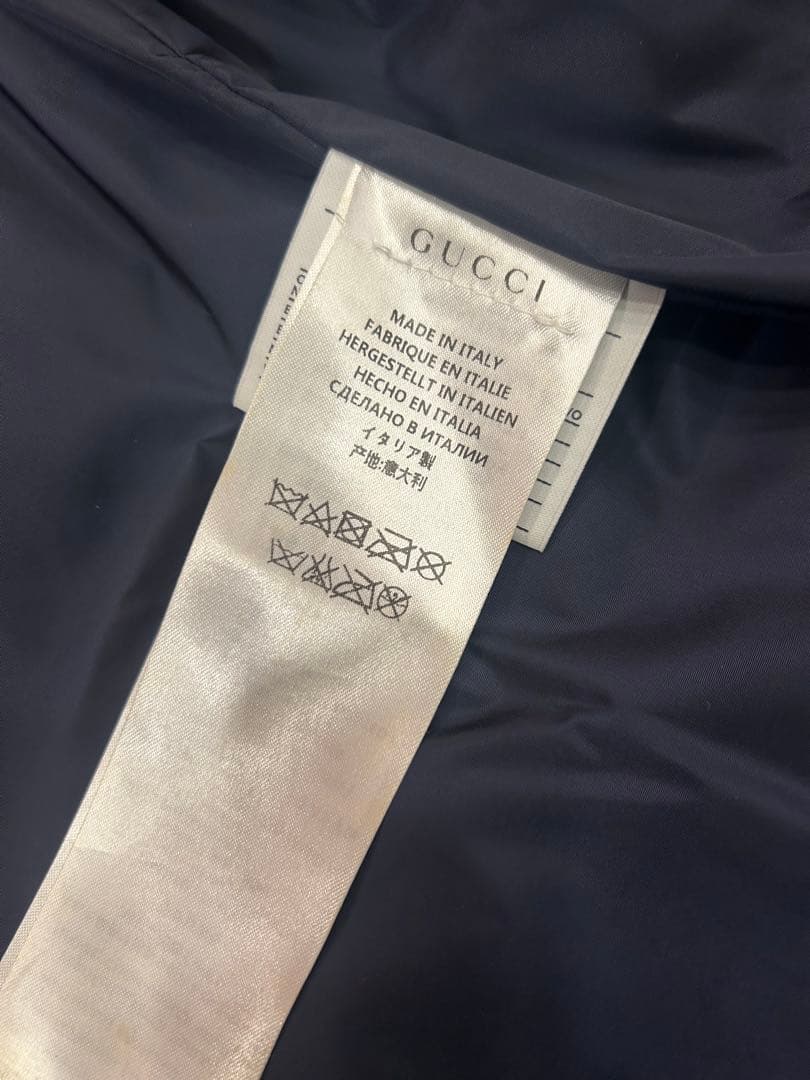 GUCCI
MADE IN ITALY
FABRIQUE EN ITALIE
HERGESTELLT IN ITALIEN
HECHO EN ITALIA
СДЕЛАНО В ИТАЛИИ
イタリア製
产地:意大利